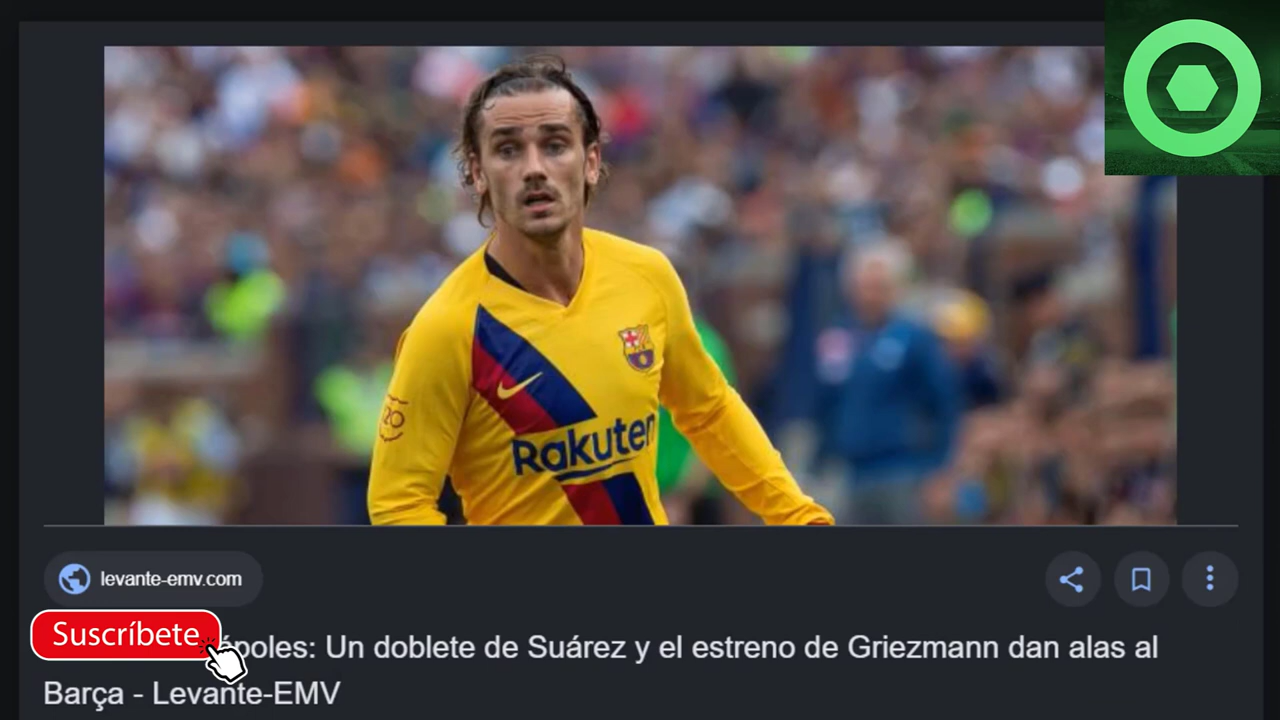 20
Rakuten
levante-emv.com
Suscríbete
ápoles: Un doblete de Suárez y el estreno de Griezmann dan alas al
Barça - Levante-EMV